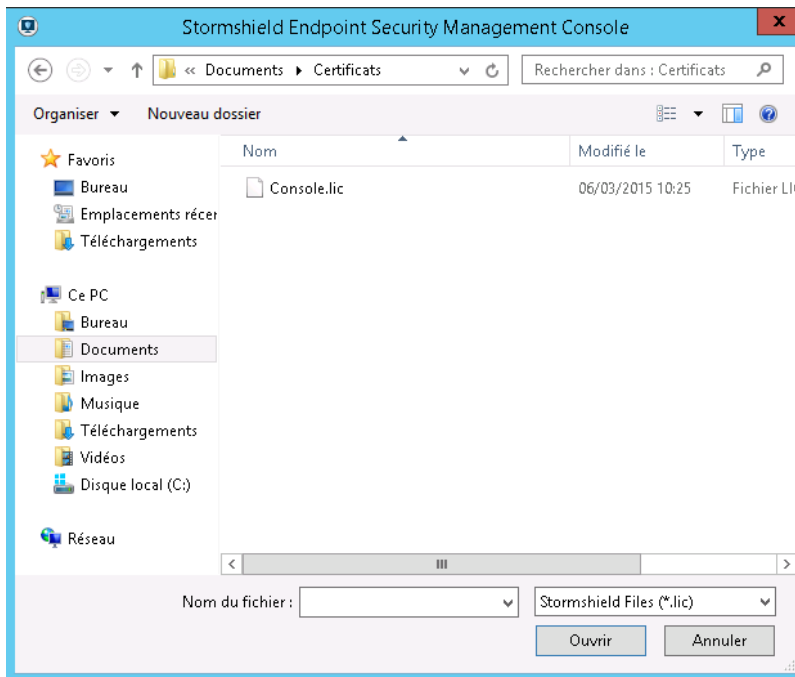 Stormshield Endpoint Security Management Console
« Documents Certificats
Rechercher dans : Certificats
Organiser Nouveau dossier
Nom Modifié le Type
Console.lic 06/03/2015 10:25 Fichier LI
Favoris
Bureau
Emplacements récer
Téléchargements
Ce PC
Bureau
Documents
Images
Musique
Téléchargements
Vidéos
Disque local (C:)
Réseau
Nom du fichier : Stormshield Files (*.lic)
Ouvrir Annuler